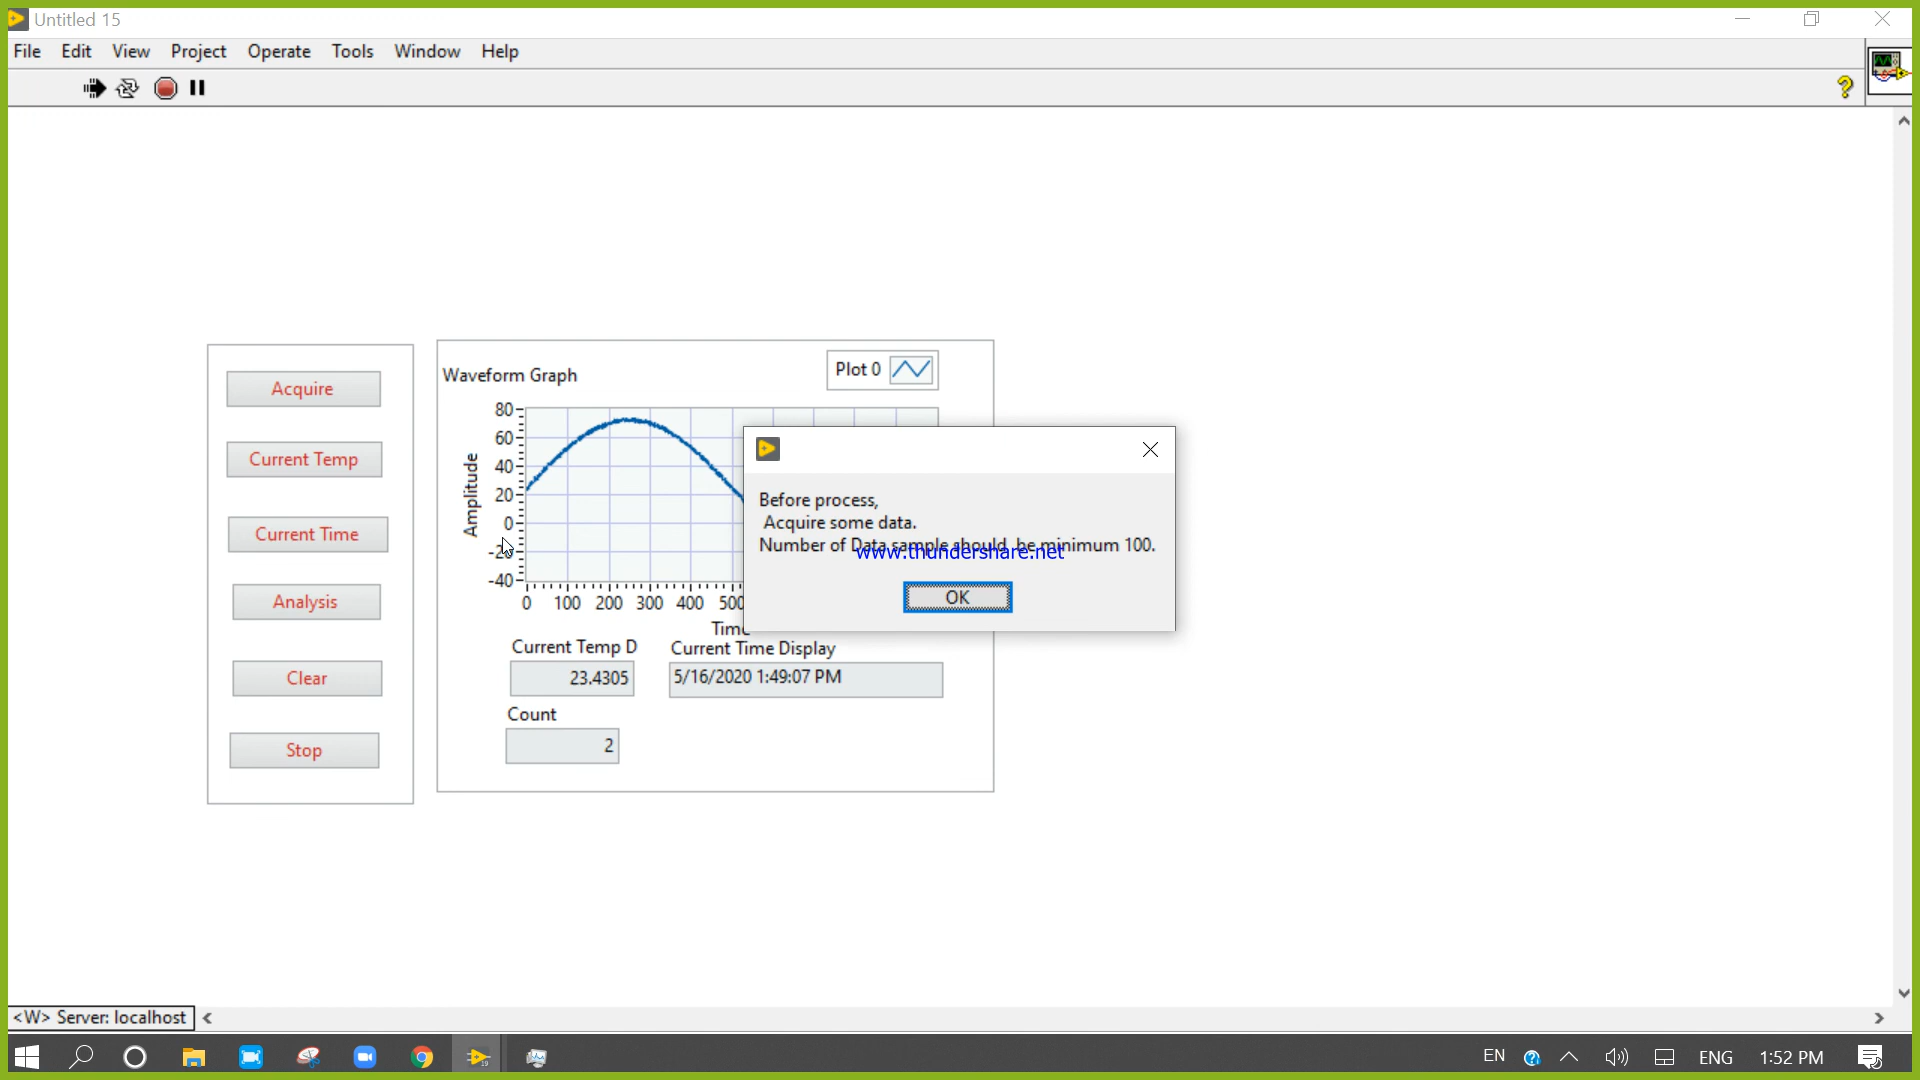 Untitled 15
File Edit View Project Operate Tools Window Help
Acquire
Current Temp
Current Time
Analysis
Clear
Stop
Waveform Graph
Plot 0
Amplitude
80
60
40
20
0
-20
-40
0 100 200 300 400 500
Time
Before process,
Acquire some data.
Number of Data sample should be minimum 100.
www.thundershare.net
OK
Current Temp D
23.4305
Current Time Display
5/16/2020 1:49:07 PM
Count
2
<W> Server: localhost
EN
ENG
1:52 PM